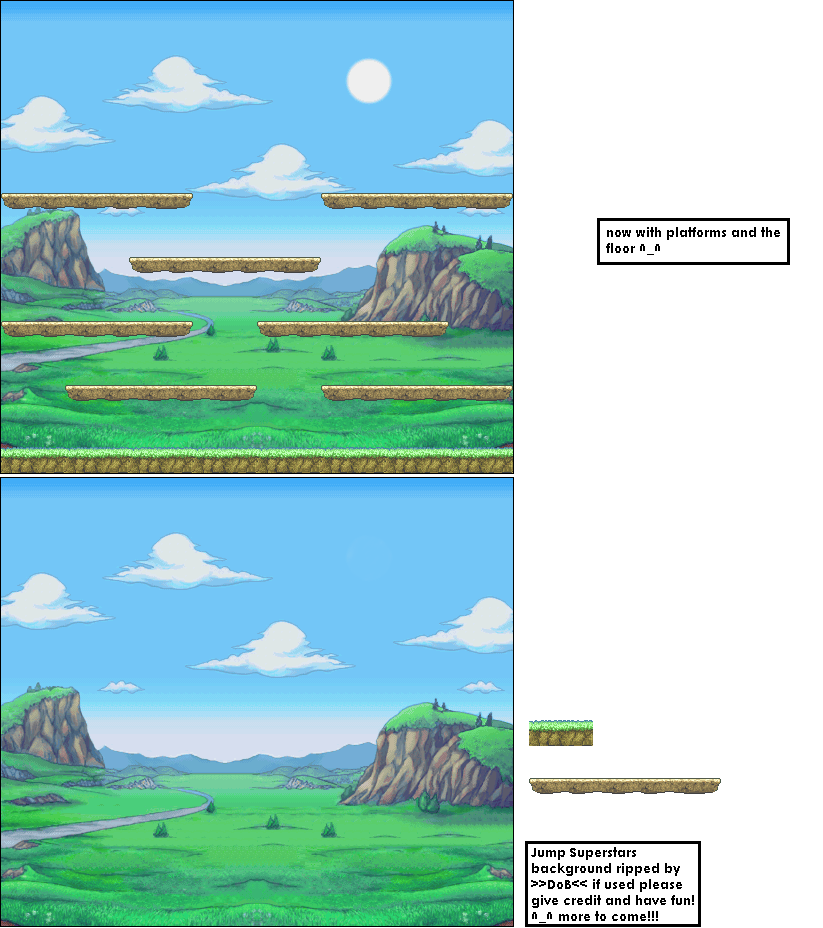 now with platforms and the
floor ^_^
Jump Superstars
background ripped by
>>DoB<< if used please
give credit and have fun!
^_^ more to come!!!